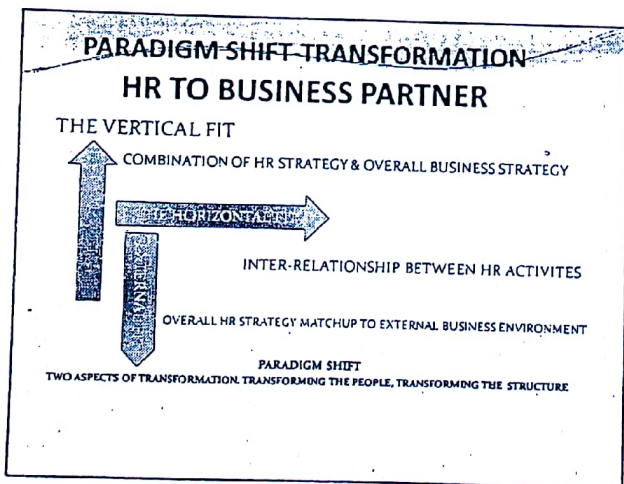 PARADIGM SHIFT-TRANSFORMATION
HR TO BUSINESS PARTNER
THE VERTICAL FIT
COMBINATION OF HR STRATEGY & OVERALL BUSINESS STRATEGY
HORIZONTAL
INTER-RELATIONSHIP BETWEEN HR ACTIVITES
OVERALL HR STRATEGY MATCHUP TO EXTERNAL BUSINESS ENVIRONMENT
PARADIGM SHIFT
TWO ASPECTS OF TRANSFORMATION. TRANSFORMING THE PEOPLE, TRANSFORMING THE STRUCTURE